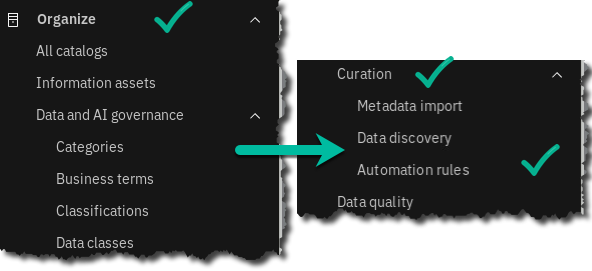 Organize
All catalogs
Information assets
Data and AI governance
Categories
Business terms
Classifications
Data classes
Curation
Metadata import
Data discovery
Automation rules
Data quality